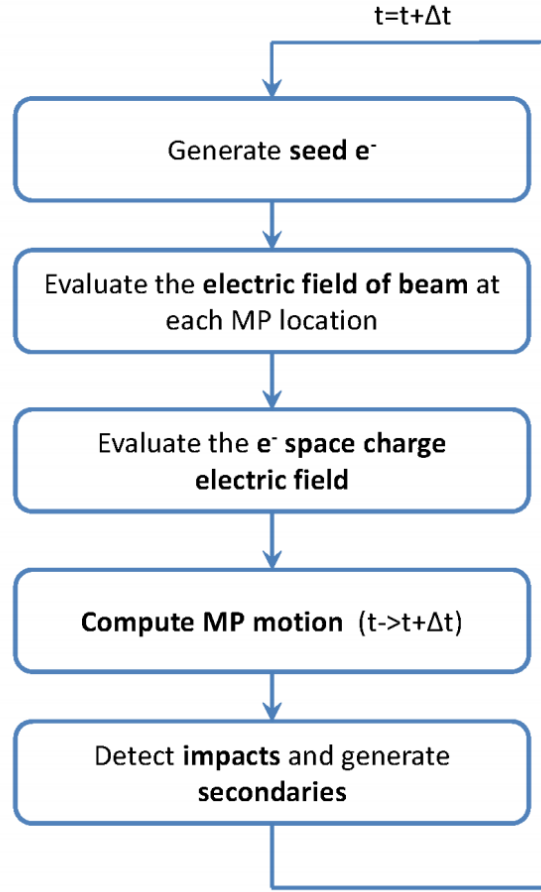 t=t+Δt
Generate seed e⁻
Evaluate the electric field of beam at
each MP location
Evaluate the e⁻ space charge
electric field
Compute MP motion (t->t+Δt)
Detect impacts and generate
secondaries